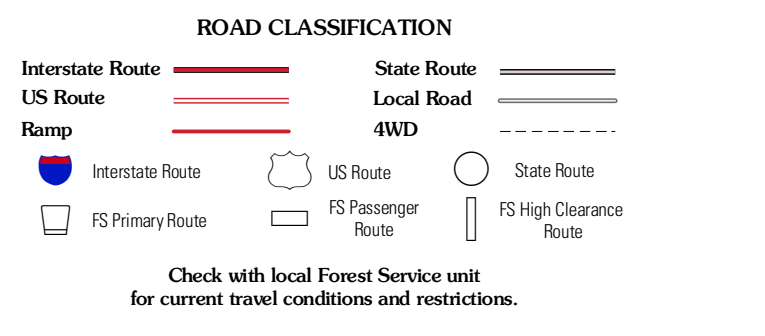 ROAD CLASSIFICATION
Interstate Route
State Route
US Route
Local Road
Ramp
4WD
Interstate Route
US Route
State Route
FS Primary Route
FS Passenger
Route
FS High Clearance
Route
Check with local Forest Service unit
for current travel conditions and restrictions.